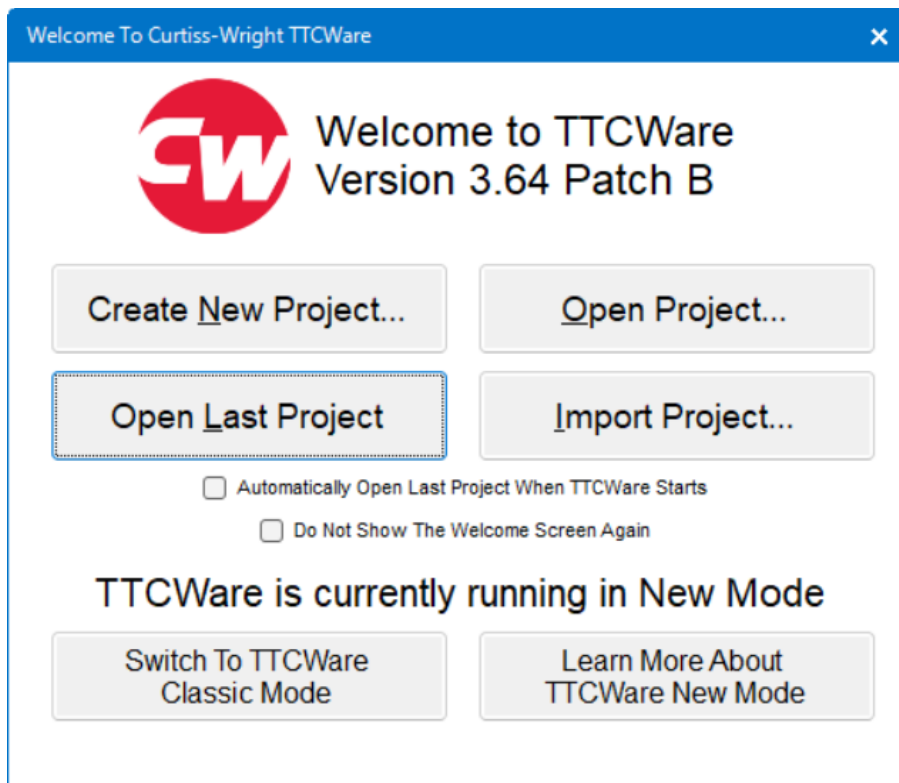 Welcome To Curtiss-Wright TTCWare
CW
Welcome to TTCWare
Version 3.64 Patch B
Create New Project...
Open Project...
Open Last Project
Import Project...
Automatically Open Last Project When TTCWare Starts
Do Not Show The Welcome Screen Again
TTCWare is currently running in New Mode
Switch To TTCWare
Classic Mode
Learn More About
TTCWare New Mode